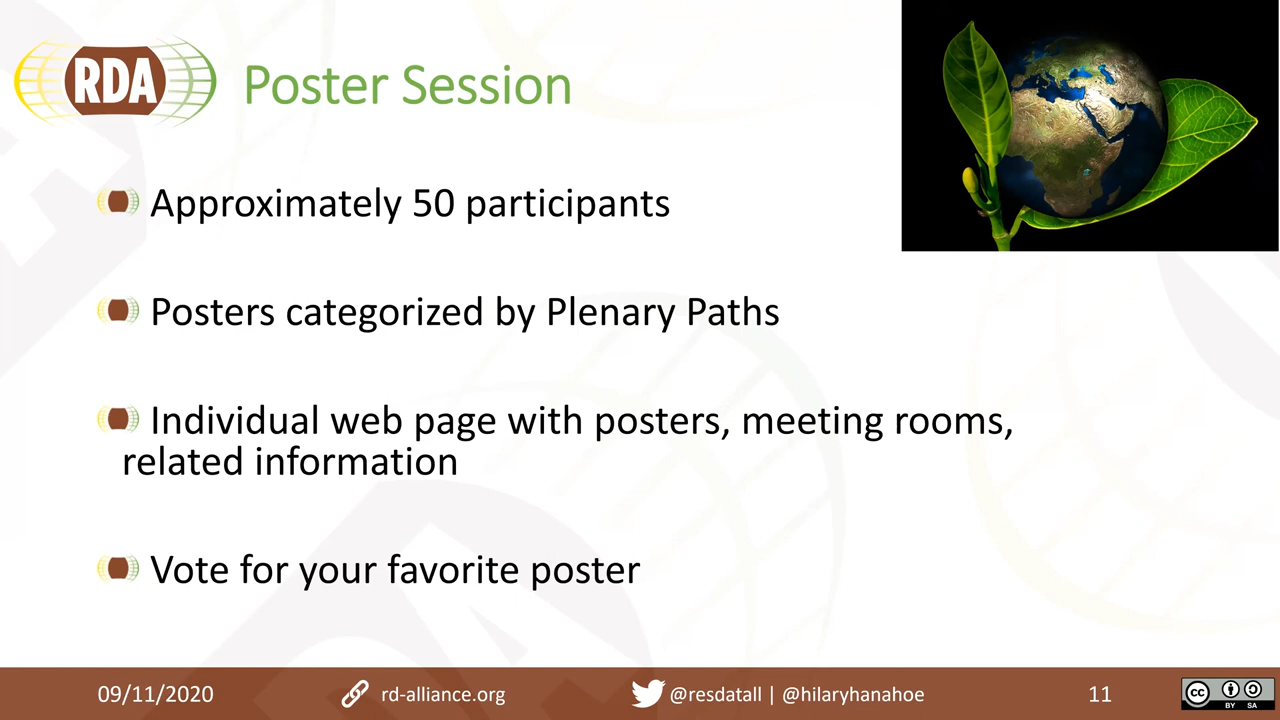 RDA
Poster Session
Approximately 50 participants
Posters categorized by Plenary Paths
Individual web page with posters, meeting rooms,
related information
Vote for your favorite poster
09/11/2020
rd-alliance.org
@resdatall | @hilaryhanahoe
11
cc
BY SA